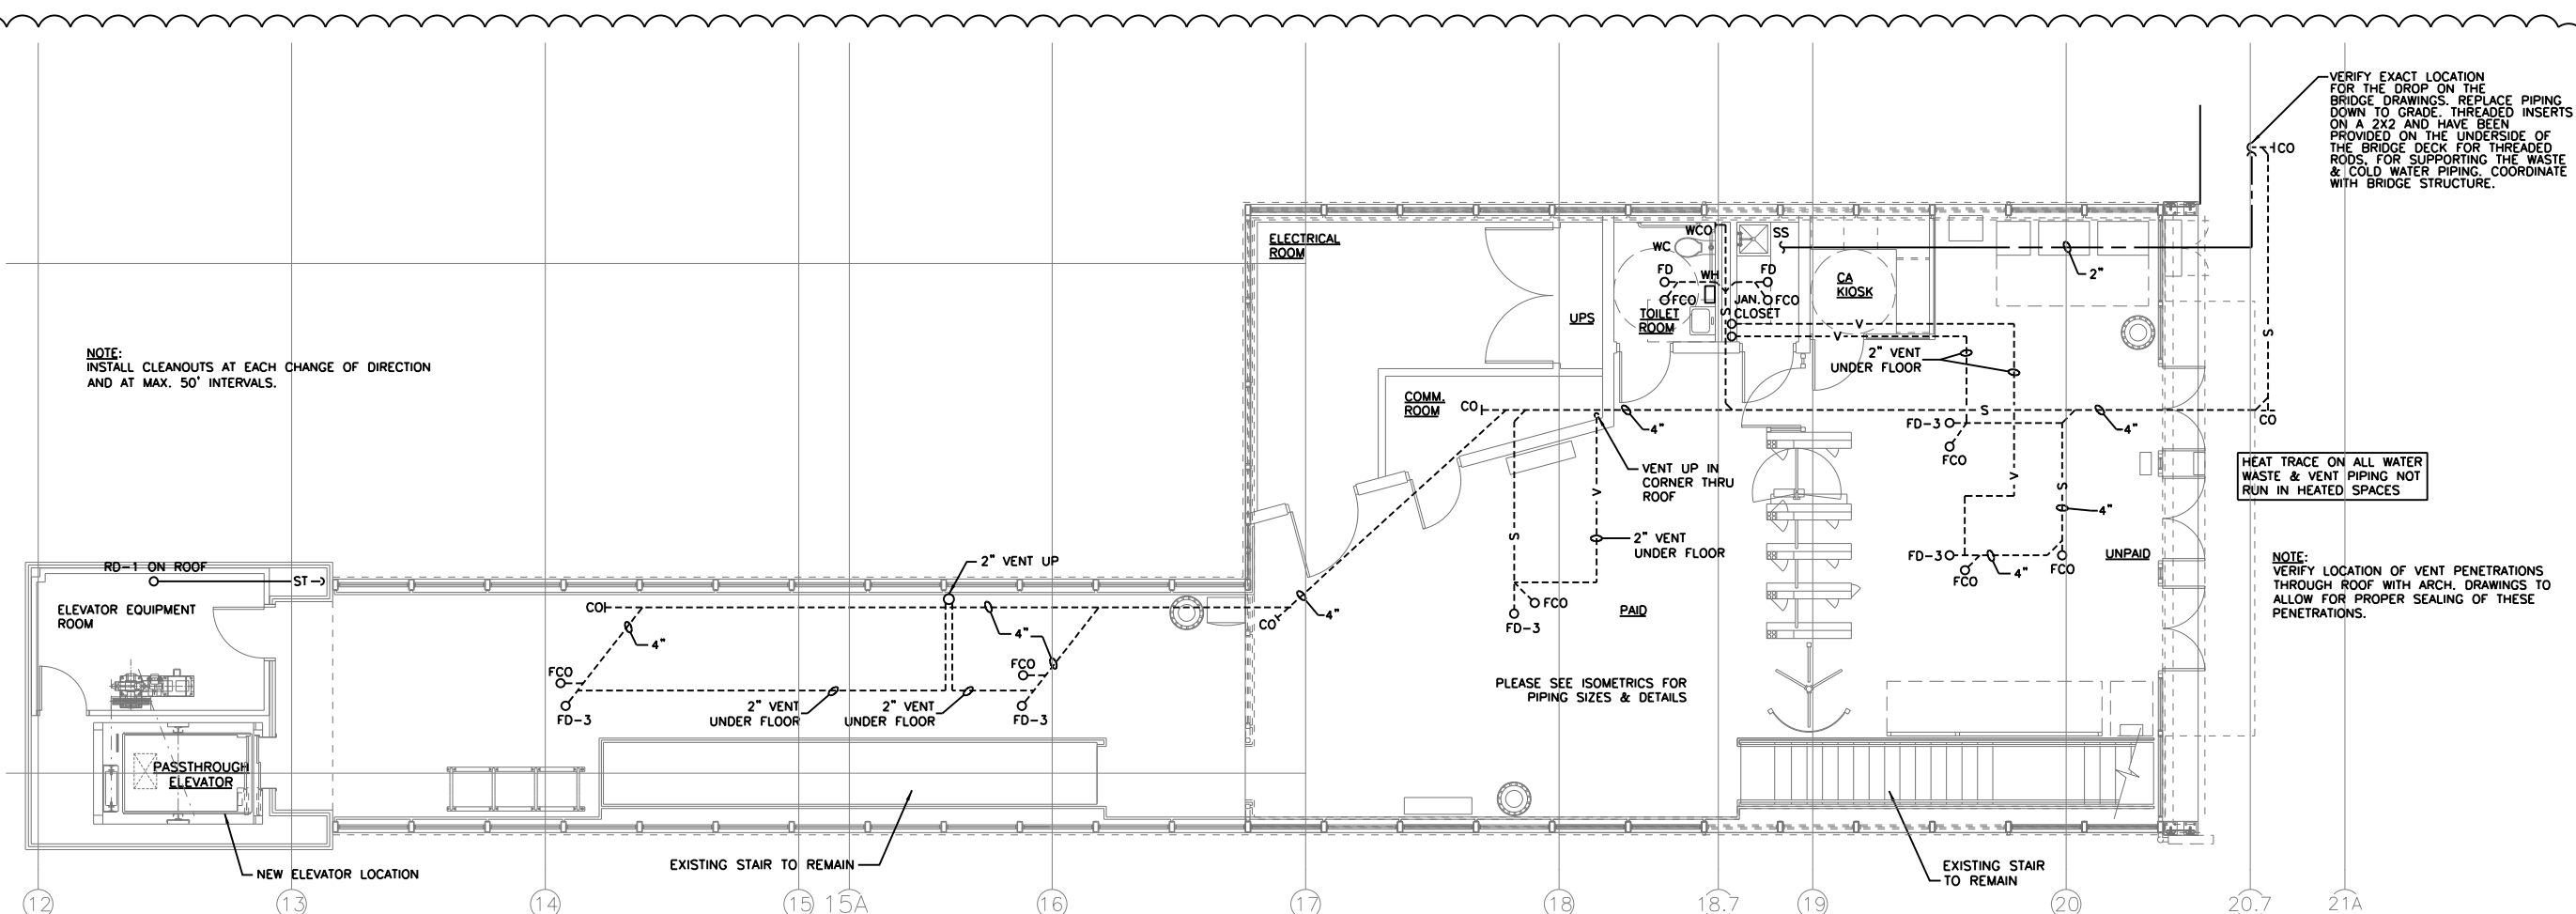 VERIFY EXACT LOCATION
FOR THE DROP ON THE
BRIDGE DRAWINGS. REPLACE PIPING
DOWN TO GRADE. THREADED INSERTS
ON A 2X2 AND HAVE BEEN
PROVIDED ON THE UNDERSIDE OF
THE BRIDGE DECK FOR THREADED
RODS, FOR SUPPORTING THE WASTE
& COLD WATER PIPING. COORDINATE
WITH BRIDGE STRUCTURE.
CO
ELECTRICAL
ROOM
WCO
SS
WC
FD
WH
FD
2"
CA
KIOSK
FCO
JAN.
CLOSET
FCO
UPS
TOILET
ROOM
S
V
V
S
NOTE:
INSTALL CLEANOUTS AT EACH CHANGE OF DIRECTION
AND AT MAX. 50' INTERVALS.
2" VENT
UNDER FLOOR
COMM.
ROOM
CO
4"
S
4"
CO
FD-3
FCO
VENT UP IN
CORNER THRU
ROOF
V
V
S
4"
HEAT TRACE ON ALL WATER
WASTE & VENT PIPING NOT
RUN IN HEATED SPACES
S
2" VENT
UNDER FLOOR
FD-3
FCO
4"
FCO
UNPAID
NOTE:
VERIFY LOCATION OF VENT PENETRATIONS
THROUGH ROOF WITH ARCH. DRAWINGS TO
ALLOW FOR PROPER SEALING OF THESE
PENETRATIONS.
RD-1 ON ROOF
ST
2" VENT UP
ELEVATOR EQUIPMENT
ROOM
CO
4"
4"
CO
4"
FCO
FD-3
PAID
FCO
FD-3
2" VENT
UNDER FLOOR
2" VENT
UNDER FLOOR
FCO
FD-3
PLEASE SEE ISOMETRICS FOR
PIPING SIZES & DETAILS
PASSTHROUGH
ELEVATOR
NEW ELEVATOR LOCATION
EXISTING STAIR TO REMAIN
EXISTING STAIR
TO REMAIN
12
13
14
15
15A
16
17
18
18.7
19
20
20.7
21A